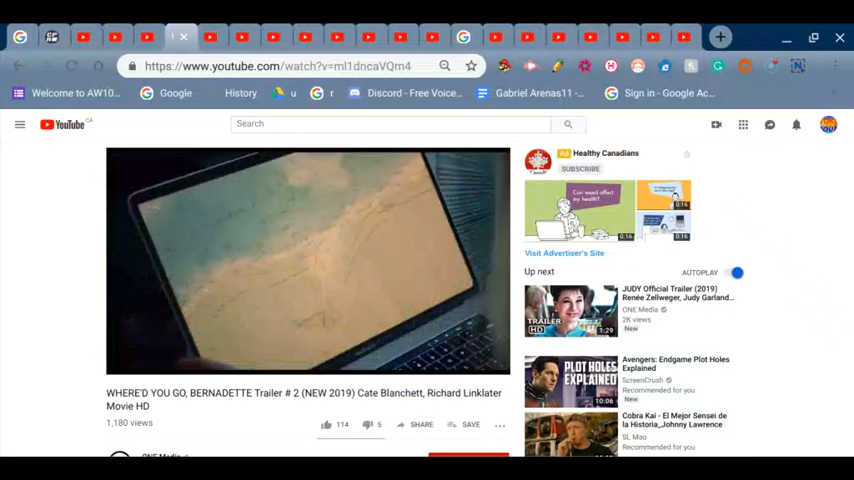 https://www.youtube.com/watch?v=ml1dncaVQm4
Welcome to AW10...
Google
History
u
r
Discord - Free Voice...
Gabriel Arenas11 -...
Sign in - Google Ac...
YouTube CA
Search
Ad Healthy Canadians
SUBSCRIBE
Can weed affect
my health?
0:16
0:16
0:16
Visit Advertiser's Site
Up next
AUTOPLAY
JUDY Official Trailer (2019)
Renée Zellweger, Judy Garland...
ONE Media
2K views
New
TRAILER
HD
1:29
Avengers: Endgame Plot Holes
Explained
ScreenCrush
Recommended for you
New
PLOT HOLES
EXPLAINED
10:06
Cobra Kai - El Mejor Sensei de
la Historia_Johnny Lawrence
SL Mao
Recommended for you
WHERE'D YOU GO, BERNADETTE Trailer # 2 (NEW 2019) Cate Blanchett, Richard Linklater
Movie HD
1,180 views
114
5
SHARE
SAVE
ONE Media